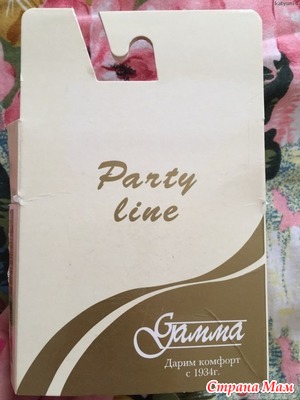 Party
line
Гамма
Дарим комфорт
с 1934г.
Страна Мам